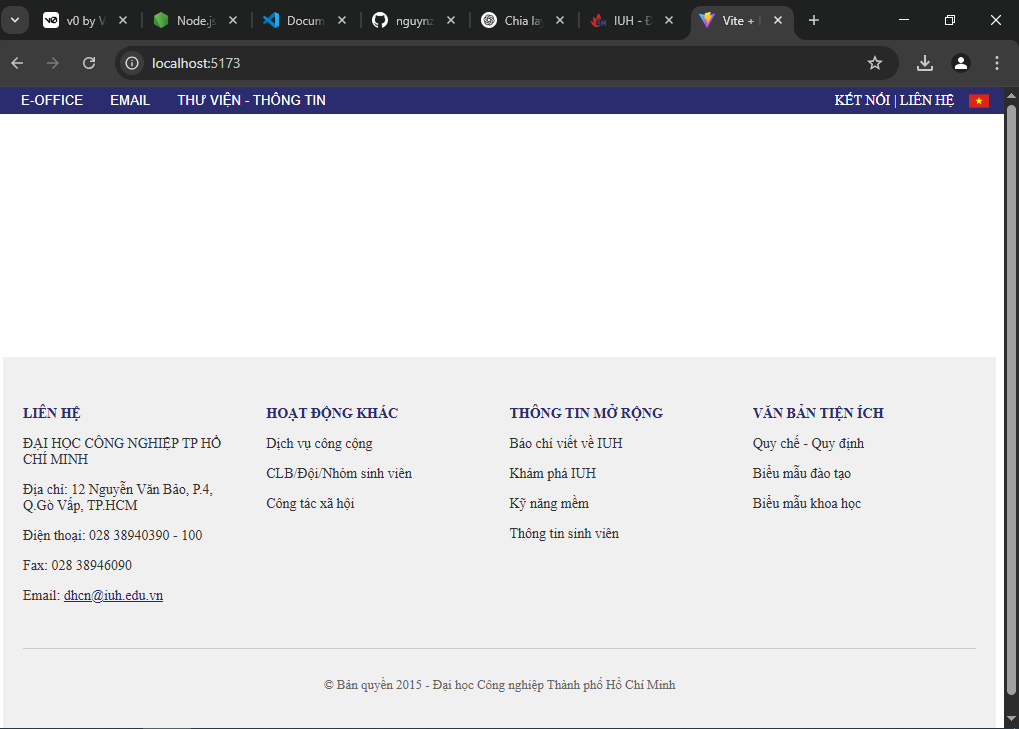 v0 by V
Node.js
Docum
nguynz
Chia lay
IUH - Đ
Vite +
localhost:5173
E-OFFICE EMAIL THƯ VIỆN - THÔNG TIN KẾT NỐI | LIÊN HỆ
LIÊN HỆ
ĐẠI HỌC CÔNG NGHIỆP TP HỒ
CHÍ MINH
Địa chỉ: 12 Nguyễn Văn Bảo, P.4,
Q.Gò Vấp, TP.HCM
Điện thoại: 028 38940390 - 100
Fax: 028 38946090
Email: dhcn@iuh.edu.vn
HOẠT ĐỘNG KHÁC
Dịch vụ công cộng
CLB/Đội/Nhóm sinh viên
Công tác xã hội
THÔNG TIN MỞ RỘNG
Báo chí viết về IUH
Khám phá IUH
Kỹ năng mềm
Thông tin sinh viên
VĂN BẢN TIỆN ÍCH
Quy chế - Quy định
Biểu mẫu đào tạo
Biểu mẫu khoa học
© Bản quyền 2015 - Đại học Công nghiệp Thành phố Hồ Chí Minh